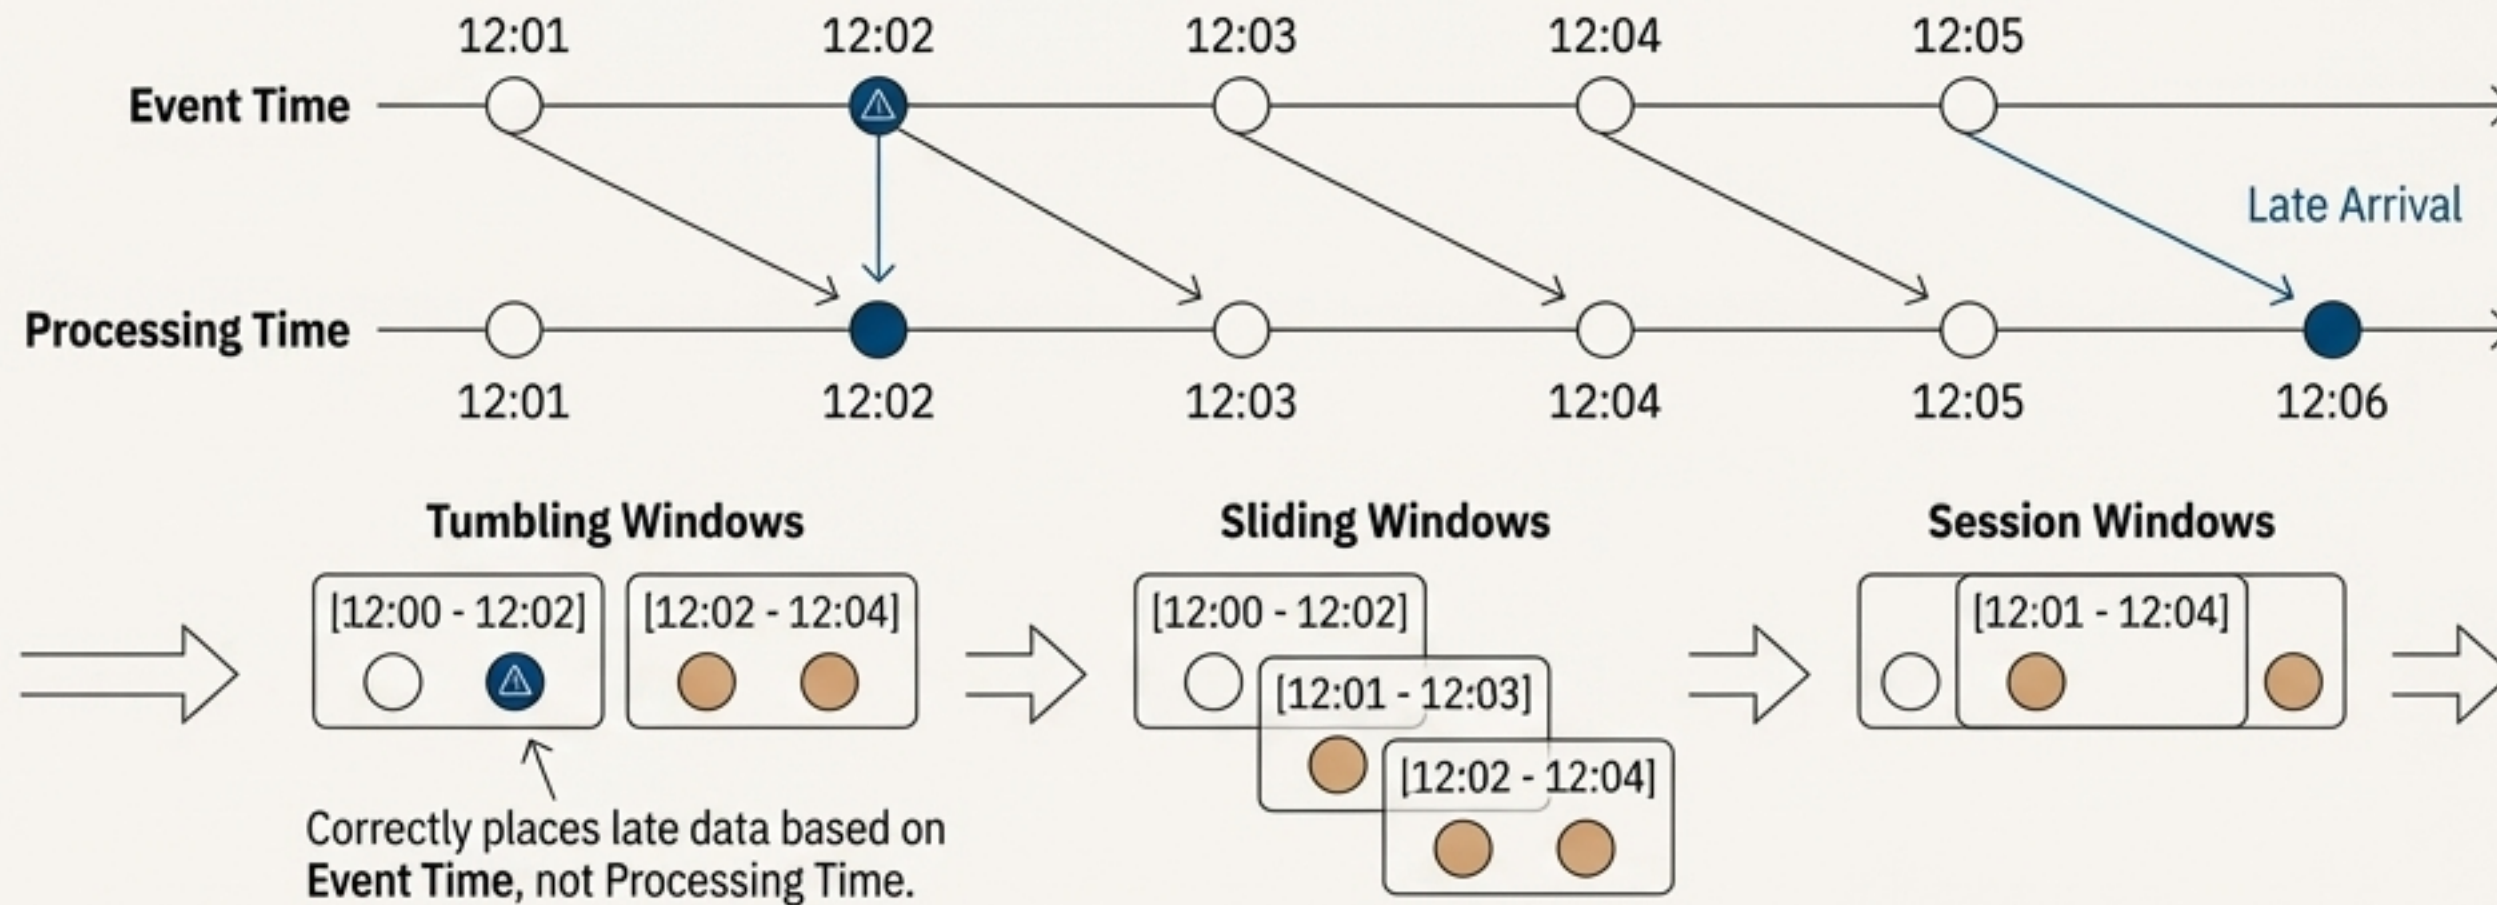 12:01 12:02 12:03 12:04 12:05
Event Time
Late Arrival
Processing Time
12:01 12:02 12:03 12:04 12:05 12:06
Tumbling Windows Sliding Windows Session Windows
[12:00 - 12:02] [12:02 - 12:04] [12:00 - 12:02] [12:01 - 12:04]
[12:01 - 12:03]
[12:02 - 12:04]
Correctly places late data based on
Event Time, not Processing Time.